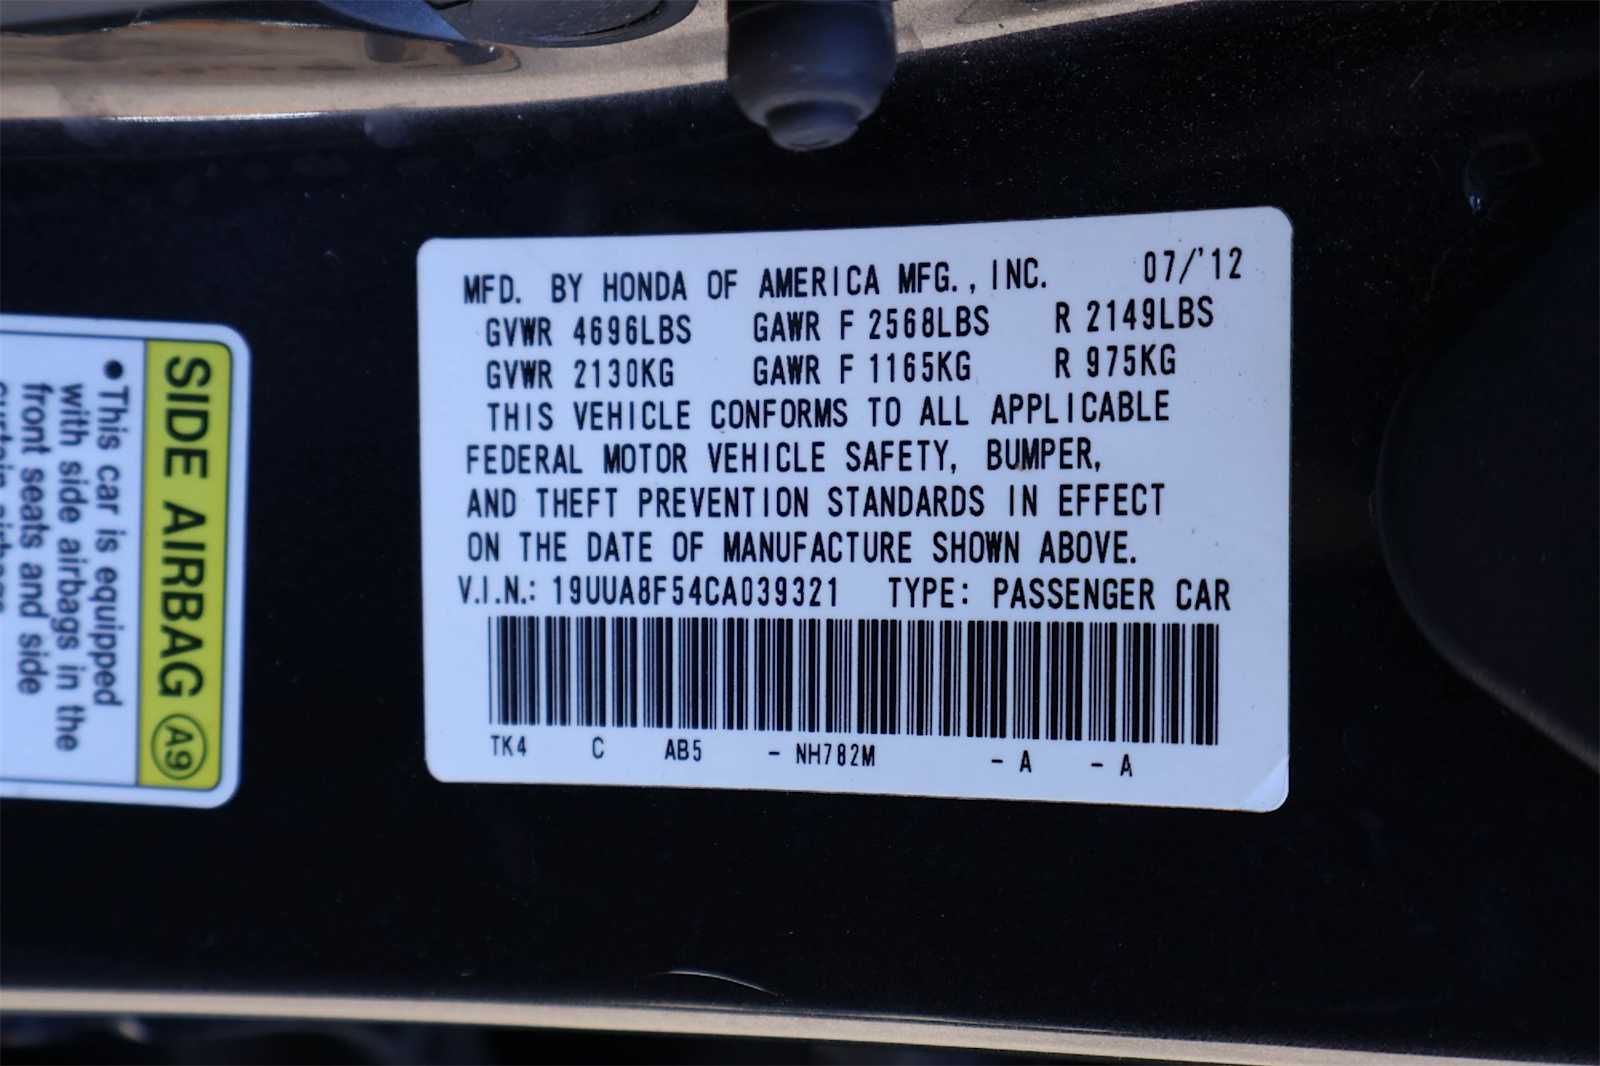 MFD. BY HONDA OF AMERICA MFG., INC. 07/'12
GVWR 4696LBS GAWR F 2568LBS R 2149LBS
GVWR 2130KG GAWR F 1165KG R 975KG
THIS VEHICLE CONFORMS TO ALL APPLICABLE
FEDERAL MOTOR VEHICLE SAFETY, BUMPER,
AND THEFT PREVENTION STANDARDS IN EFFECT
ON THE DATE OF MANUFACTURE SHOWN ABOVE.
V.I.N.: 19UUA8F54CA039321 TYPE: PASSENGER CAR
TK4 C AB5 - NH782M - A - A
SIDE AIRBAG A9
•This car is equipped
with side airbags in the
front seats and side